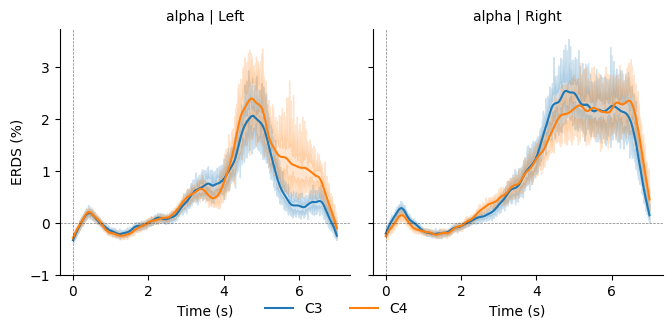 alpha | Left
alpha | Right
ERDS (%)
3
2
1
0
−1
0
2
4
6
0
2
4
6
Time (s)
Time (s)
C3
C4